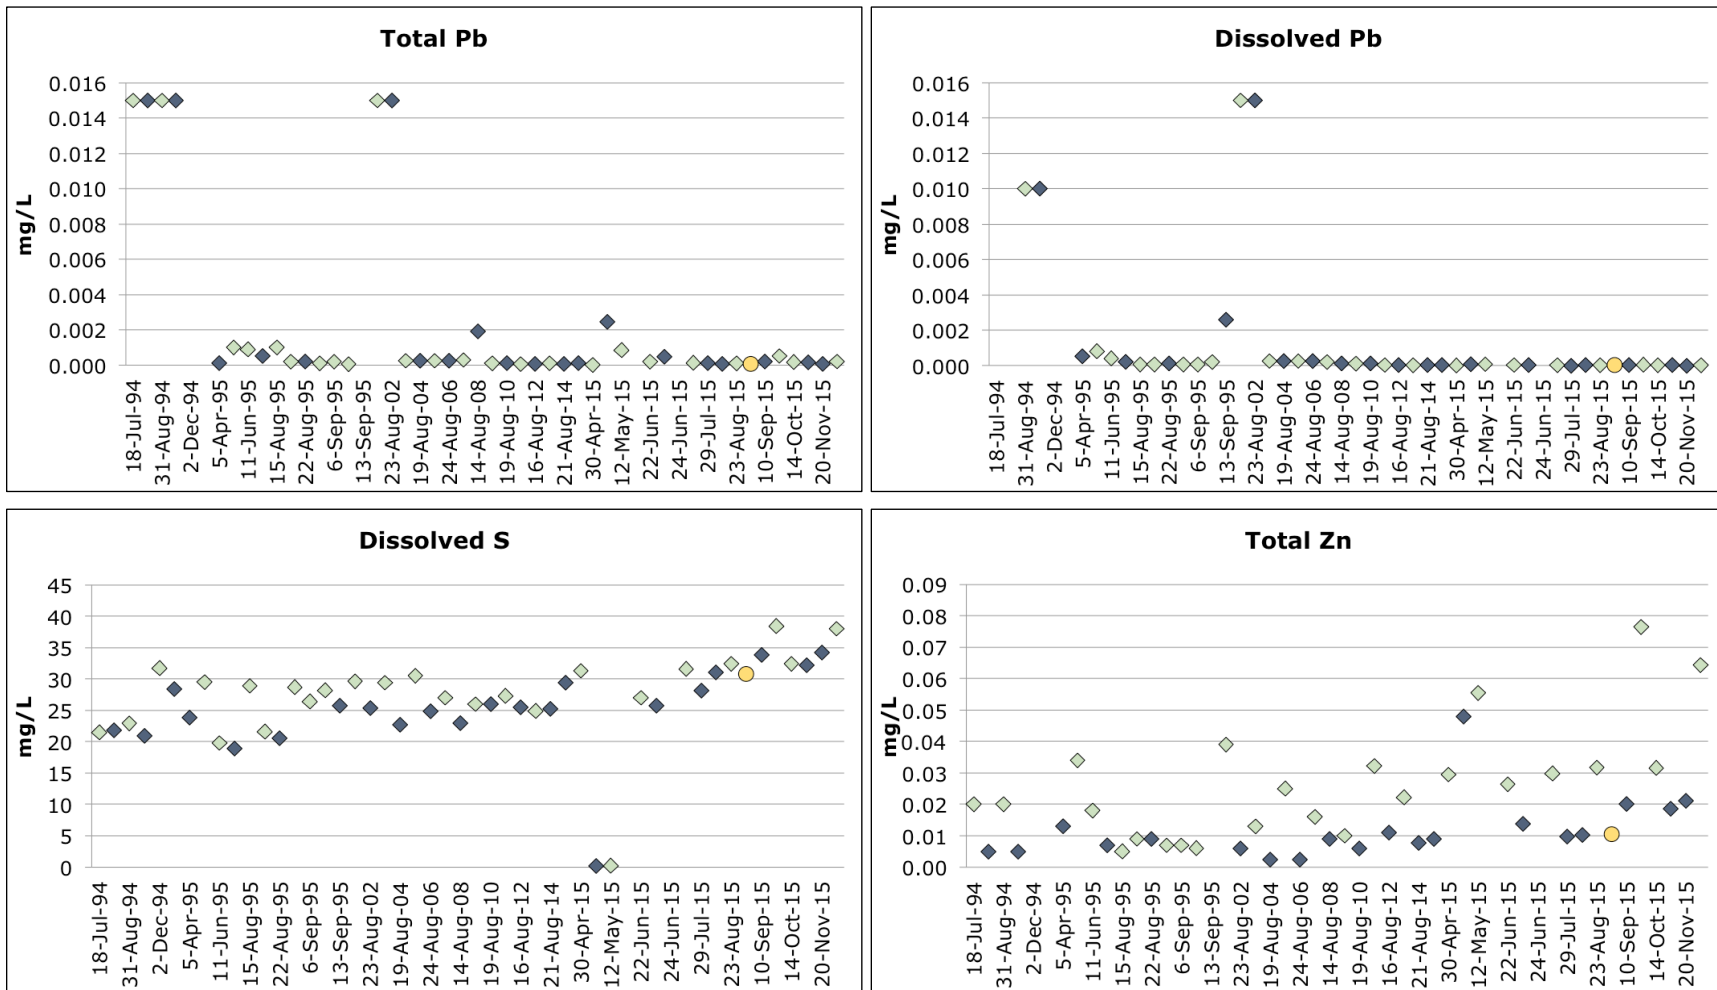 Total Pb
mg/L
0.016
0.014
0.012
0.010
0.008
0.006
0.004
0.002
0.000
18-Jul-94
31-Aug-94
2-Dec-94
5-Apr-95
11-Jun-95
15-Aug-95
22-Aug-95
6-Sep-95
13-Sep-95
23-Aug-02
19-Aug-04
24-Aug-06
14-Aug-08
19-Aug-10
16-Aug-12
21-Aug-14
30-Apr-15
12-May-15
22-Jun-15
24-Jun-15
29-Jul-15
23-Aug-15
10-Sep-15
14-Oct-15
20-Nov-15
Dissolved Pb
mg/L
0.016
0.014
0.012
0.010
0.008
0.006
0.004
0.002
0.000
18-Jul-94
31-Aug-94
2-Dec-94
5-Apr-95
11-Jun-95
15-Aug-95
22-Aug-95
6-Sep-95
13-Sep-95
23-Aug-02
19-Aug-04
24-Aug-06
14-Aug-08
19-Aug-10
16-Aug-12
21-Aug-14
30-Apr-15
12-May-15
22-Jun-15
24-Jun-15
29-Jul-15
23-Aug-15
10-Sep-15
14-Oct-15
20-Nov-15
Dissolved S
mg/L
45
40
35
30
25
20
15
10
5
0
18-Jul-94
31-Aug-94
2-Dec-94
5-Apr-95
11-Jun-95
15-Aug-95
22-Aug-95
6-Sep-95
13-Sep-95
23-Aug-02
19-Aug-04
24-Aug-06
14-Aug-08
19-Aug-10
16-Aug-12
21-Aug-14
30-Apr-15
12-May-15
22-Jun-15
24-Jun-15
29-Jul-15
23-Aug-15
10-Sep-15
14-Oct-15
20-Nov-15
Total Zn
mg/L
0.09
0.08
0.07
0.06
0.05
0.04
0.03
0.02
0.01
0.00
18-Jul-94
31-Aug-94
2-Dec-94
5-Apr-95
11-Jun-95
15-Aug-95
22-Aug-95
6-Sep-95
13-Sep-95
23-Aug-02
19-Aug-04
24-Aug-06
14-Aug-08
19-Aug-10
16-Aug-12
21-Aug-14
30-Apr-15
12-May-15
22-Jun-15
24-Jun-15
29-Jul-15
23-Aug-15
10-Sep-15
14-Oct-15
20-Nov-15